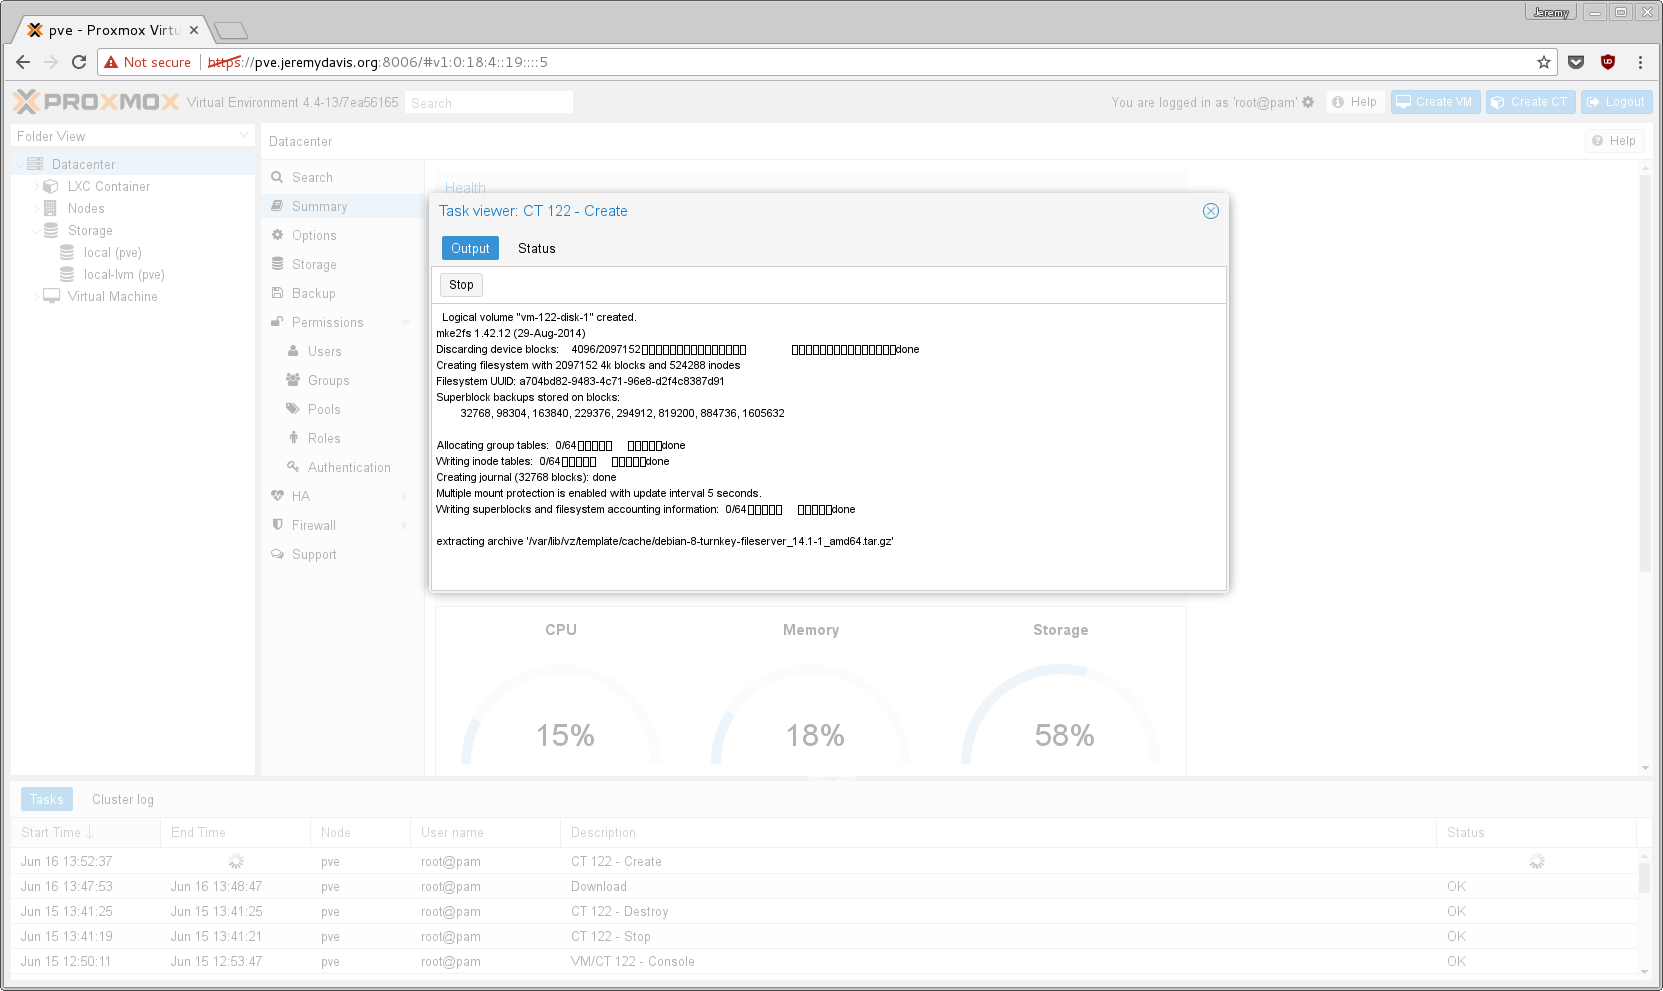 Jeremy
pve - Proxmox Virtu
Not secure https://pve.jeremydavis.org:8006/#v1:0:18:4::19::::5
PROXMOX Virtual Environment 4.4-13/7ea56165 Search You are logged in as 'root@pam' Help Create VM Create CT Logout
Folder View
Datacenter
LXC Container
Nodes
Storage
local (pve)
local-lvm (pve)
Virtual Machine
Datacenter Help
Search
Summary
Options
Storage
Backup
Permissions
Users
Groups
Pools
Roles
Authentication
HA
Firewall
Support
Health
Task viewer: CT 122 - Create
Output Status
Stop
Logical volume "vm-122-disk-1" created.
mke2fs 1.42.12 (29-Aug-2014)
Discarding device blocks: 4096/2097152 done
Creating filesystem with 2097152 4k blocks and 524288 inodes
Filesystem UUID: a704bd82-9483-4c71-96e8-d2f4c8387d91
Superblock backups stored on blocks:
32768, 98304, 163840, 229376, 294912, 819200, 884736, 1605632
Allocating group tables: 0/64 done
Writing inode tables: 0/64 done
Creating journal (32768 blocks): done
Multiple mount protection is enabled with update interval 5 seconds.
Writing superblocks and filesystem accounting information: 0/64 done
extracting archive '/var/lib/vz/template/cache/debian-8-turnkey-fileserver_14.1-1_amd64.tar.gz'
CPU Memory Storage
15% 18% 58%
Tasks Cluster log
Start Time End Time Node User name Description Status
Jun 16 13:52:37 pve root@pam CT 122 - Create
Jun 16 13:47:53 Jun 16 13:48:47 pve root@pam Download OK
Jun 15 13:41:25 Jun 15 13:41:25 pve root@pam CT 122 - Destroy OK
Jun 15 13:41:19 Jun 15 13:41:21 pve root@pam CT 122 - Stop OK
Jun 15 12:50:11 Jun 15 12:53:47 pve root@pam VM/CT 122 - Console OK